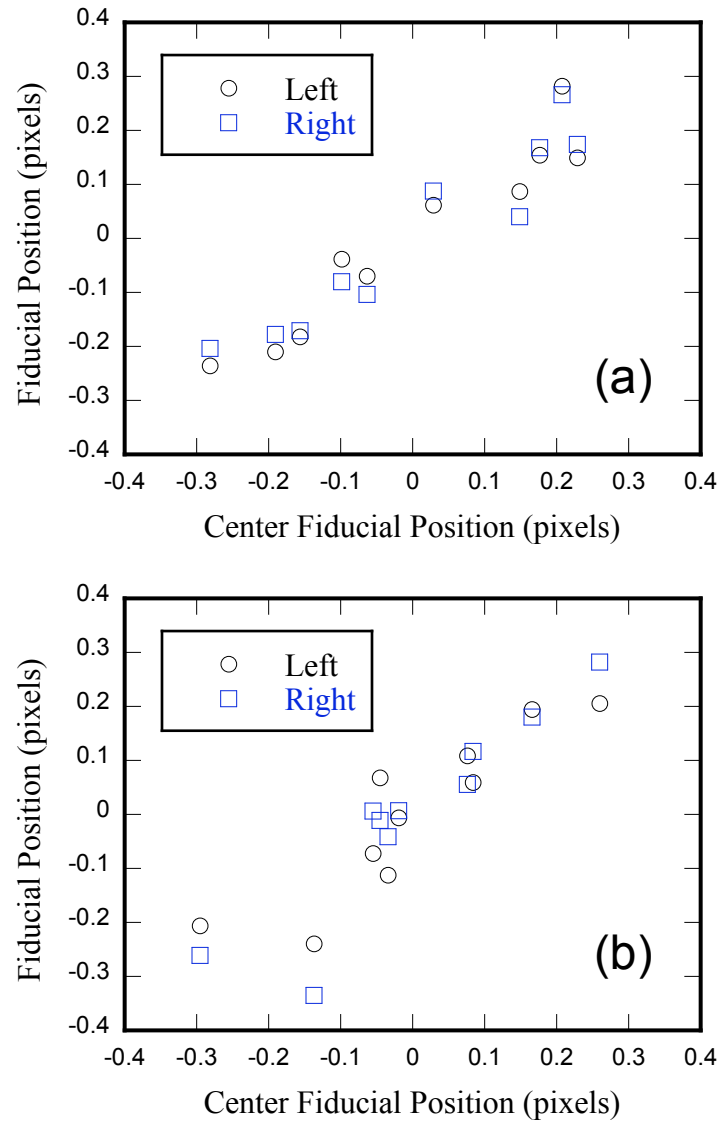 0.4
0.3
0.2
0.1
0
-0.1
-0.2
-0.3
-0.4
Fiducial Position (pixels)
Left
Right
(a)
-0.4 -0.3 -0.2 -0.1 0 0.1 0.2 0.3 0.4
Center Fiducial Position (pixels)
0.4
0.3
0.2
0.1
0
-0.1
-0.2
-0.3
-0.4
Fiducial Position (pixels)
Left
Right
(b)
-0.4 -0.3 -0.2 -0.1 0 0.1 0.2 0.3 0.4
Center Fiducial Position (pixels)